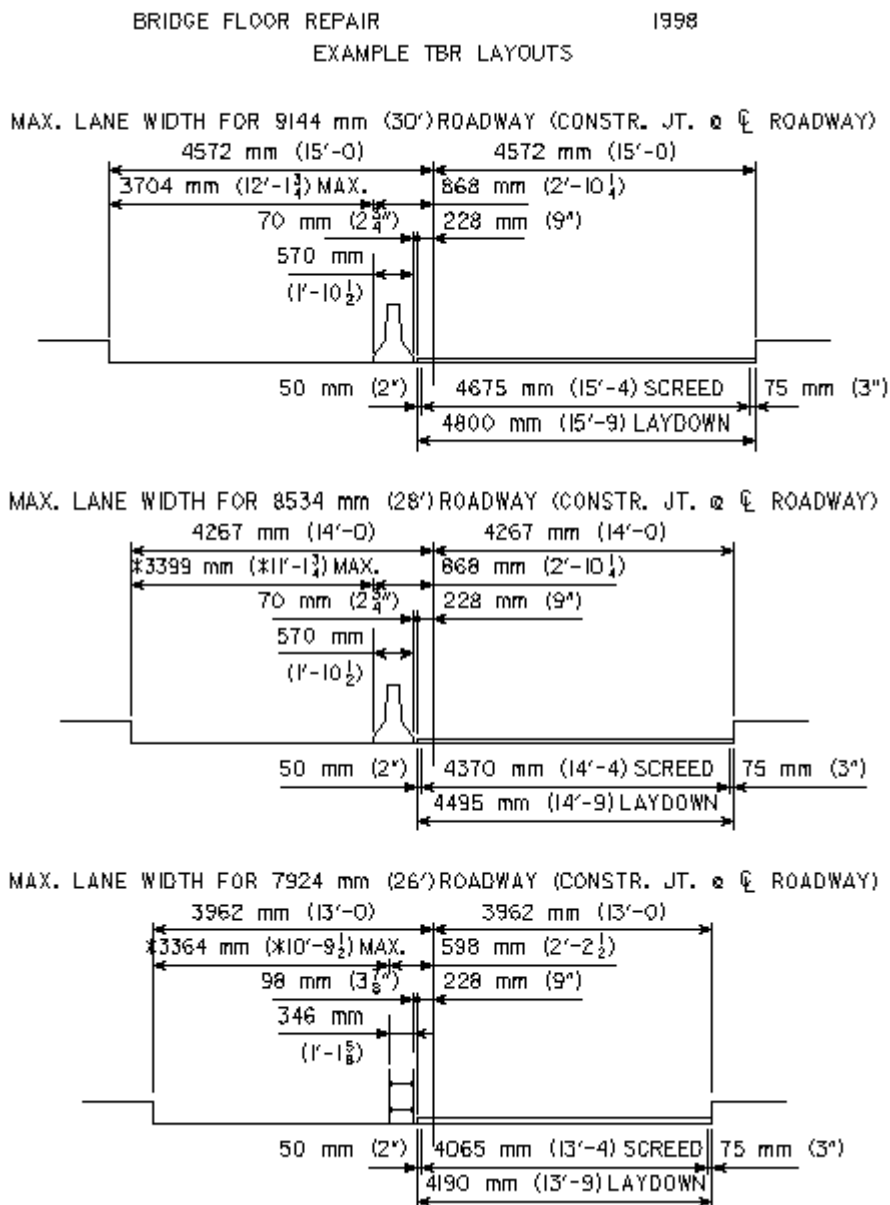 BRIDGE FLOOR REPAIR 1998
EXAMPLE TBR LAYOUTS
MAX. LANE WIDTH FOR 9144 mm (30')ROADWAY (CONSTR. JT. @ ℄ ROADWAY)
4572 mm (15'-0) 4572 mm (15'-0)
3704 mm (12'-1¾) MAX. 868 mm (2'-10¼)
70 mm (2¾") 228 mm (9")
570 mm
(1'-10½)
50 mm (2") 4675 mm (15'-4) SCREED 75 mm (3")
4800 mm (15'-9) LAYDOWN
MAX. LANE WIDTH FOR 8534 mm (28')ROADWAY (CONSTR. JT. @ ℄ ROADWAY)
4267 mm (14'-0) 4267 mm (14'-0)
*3399 mm (*11'-1¾) MAX. 868 mm (2'-10¼)
70 mm (2¾") 228 mm (9")
570 mm
(1'-10½)
50 mm (2") 4370 mm (14'-4) SCREED 75 mm (3")
4495 mm (14'-9) LAYDOWN
MAX. LANE WIDTH FOR 7924 mm (26')ROADWAY (CONSTR. JT. @ ℄ ROADWAY)
3962 mm (13'-0) 3962 mm (13'-0)
*3364 mm (*10'-9½) MAX. 598 mm (2'-2½)
98 mm (3⅞") 228 mm (9")
346 mm
(1'-1⅝)
50 mm (2") 4065 mm (13'-4) SCREED 75 mm (3")
4190 mm (13'-9) LAYDOWN